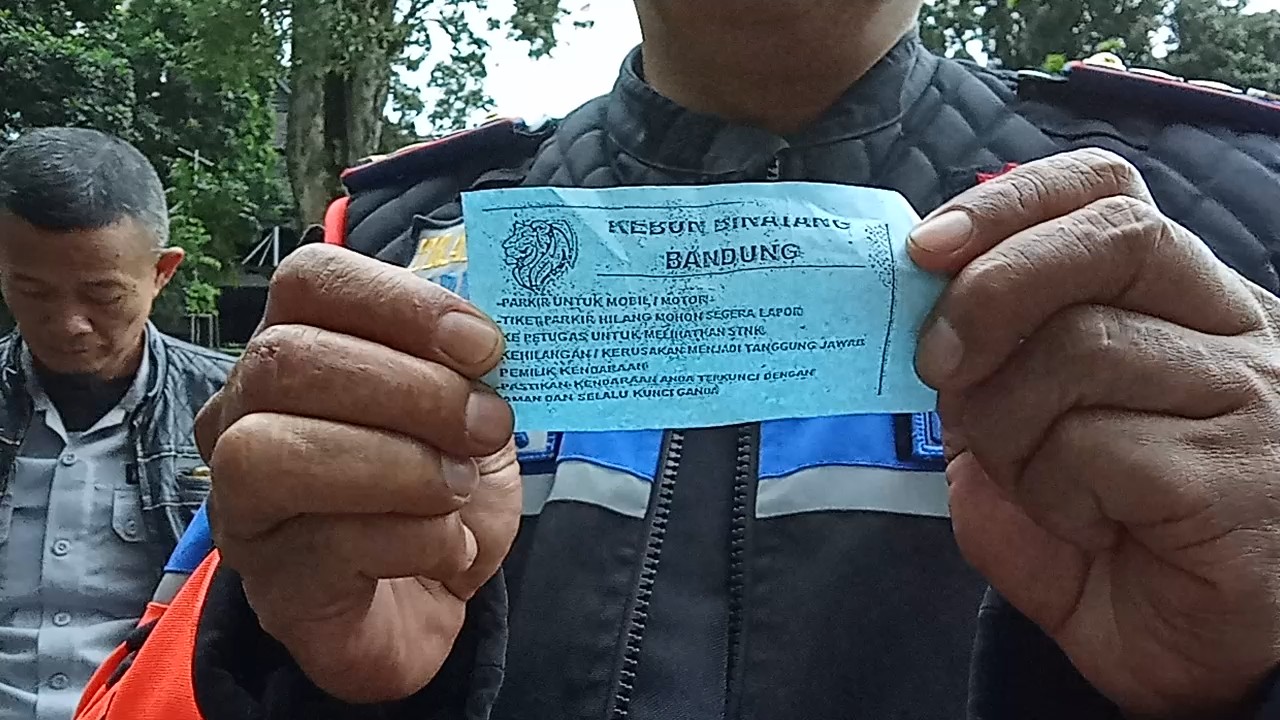 KEBUN BINATANG
BANDUNG
-PARKIR UNTUK MOBIL / MOTOR
-TIKET PARKIR HILANG MOHON SEGERA LAPOR
KE PETUGAS UNTUK MELIHATKAN STNK
-KEHILANGAN / KERUSAKAN MENJADI TANGGUNG JAWAB
PEMILIK KENDARAAN
-PASTIKAN KENDARAAN ANDA TERKUNCI DENGAN
AMAN DAN SELALU KUNCI GANDA